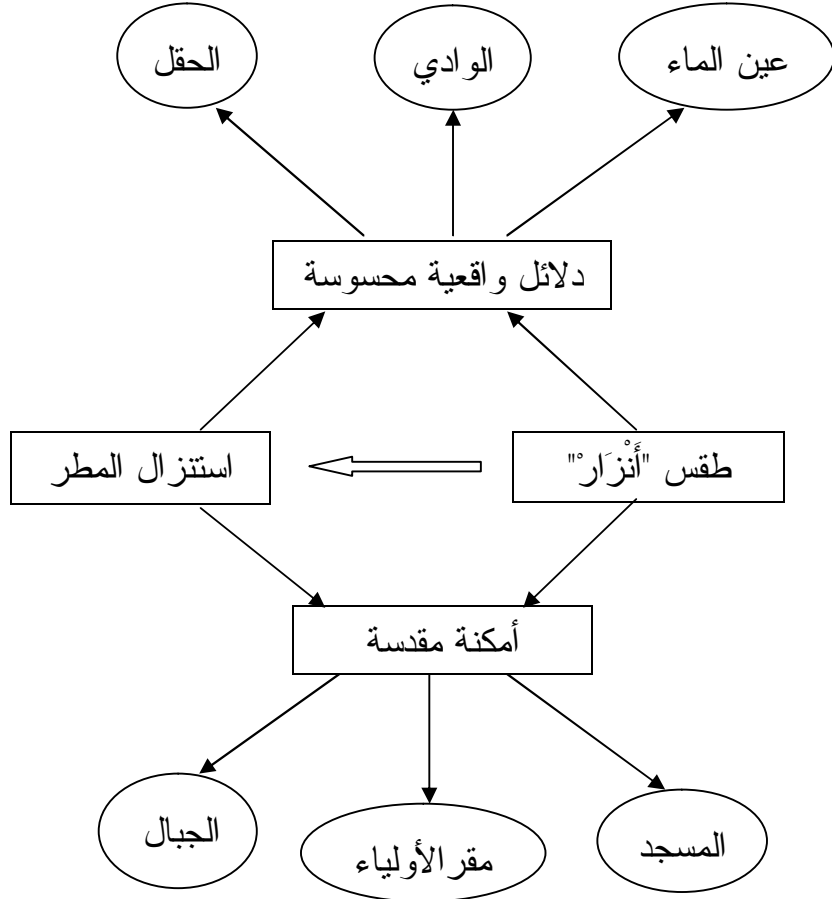 عين الماء
الوادي
الحقل
دلائل واقعية محسوسة
طقس "أَنْزَارْ"
استنزال المطر
أمكنة مقدسة
المسجد
مقر الأولياء
الجبال